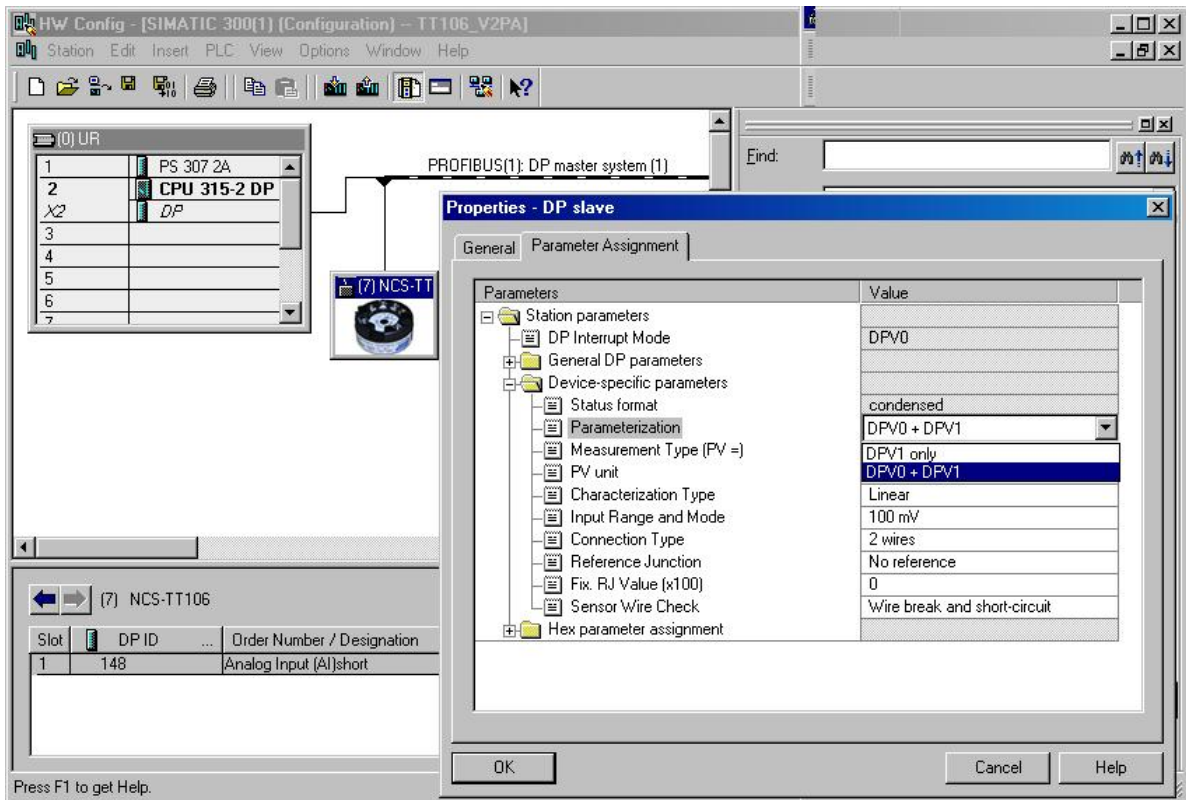 HW Config - [SIMATIC 300(1) (Configuration) -- TT106_V2PA]
Station Edit Insert PLC View Options Window Help
(0) UR
1 PS 307 2A
2 CPU 315-2 DP
X2 DP
3
4
5
6
7
PROFIBUS(1): DP master system (1)
(7) NCS-TT
Find:
Properties - DP slave
General Parameter Assignment
Parameters Value
Station parameters
DP Interrupt Mode DPV0
General DP parameters
Device-specific parameters
Status format condensed
Parameterization DPV0 + DPV1
Measurement Type (PV =) DPV1 only
PV unit DPV0 + DPV1
Characterization Type Linear
Input Range and Mode 100 mV
Connection Type 2 wires
Reference Junction No reference
Fix. RJ Value (x100) 0
Sensor Wire Check Wire break and short-circuit
Hex parameter assignment
OK Cancel Help
(7) NCS-TT106
Slot DP ID ... Order Number / Designation
1 148 Analog Input (AI)short
Press F1 to get Help.